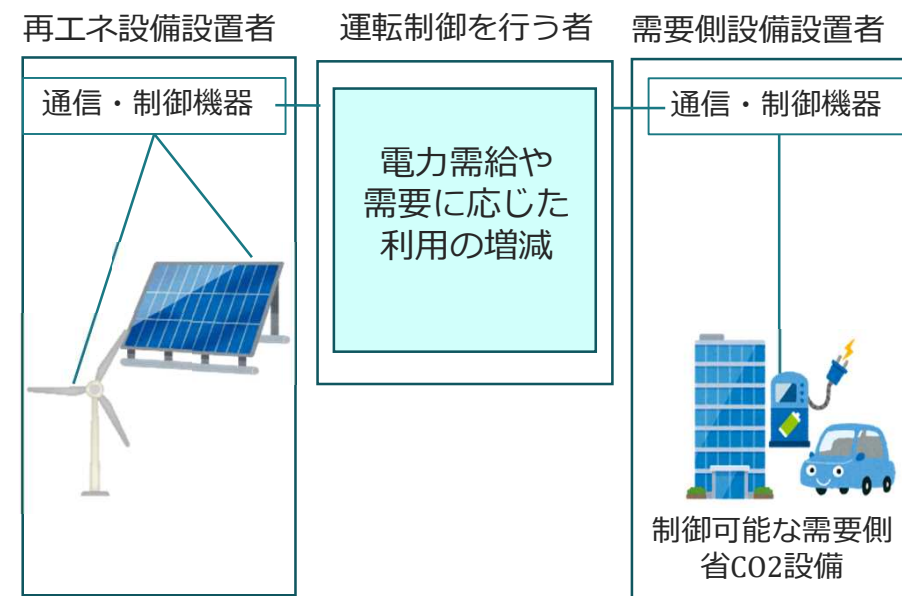 再エネ設備設置者
運転制御を行う者
需要側設備設置者
通信・制御機器
電力需給や
需要に応じた
利用の増減
通信・制御機器
制御可能な需要側
省CO2設備